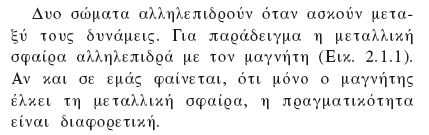 Δυο σώματα αλληλεπιδρούν όταν ασκούν μετα-
ξύ τους δυνάμεις. Για παράδειγμα η μεταλλική
σφαίρα αλληλεπιδρά με τον μαγνήτη (Εικ. 2.1.1).
Αν και σε εμάς φαίνεται, ότι μόνο ο μαγνήτης
έλκει τη μεταλλική σφαίρα, η πραγματικότητα
είναι διαφορετική.